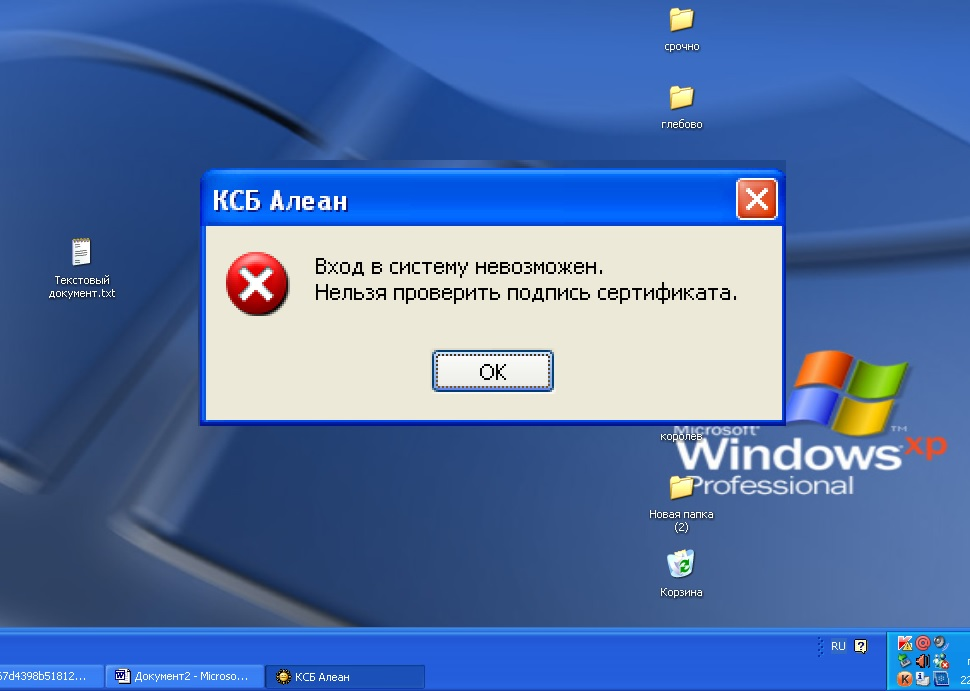 срочно
глебово
КСБ Алеан
Вход в систему невозможен.
Нельзя проверить подпись сертификата.
OK
Текстовый
документ.txt
королев
Microsoft
Windows xp
Professional
Новая папка
(2)
Корзина
57d4398b51812...
Документ2 - Microso...
КСБ Алеан
RU
22